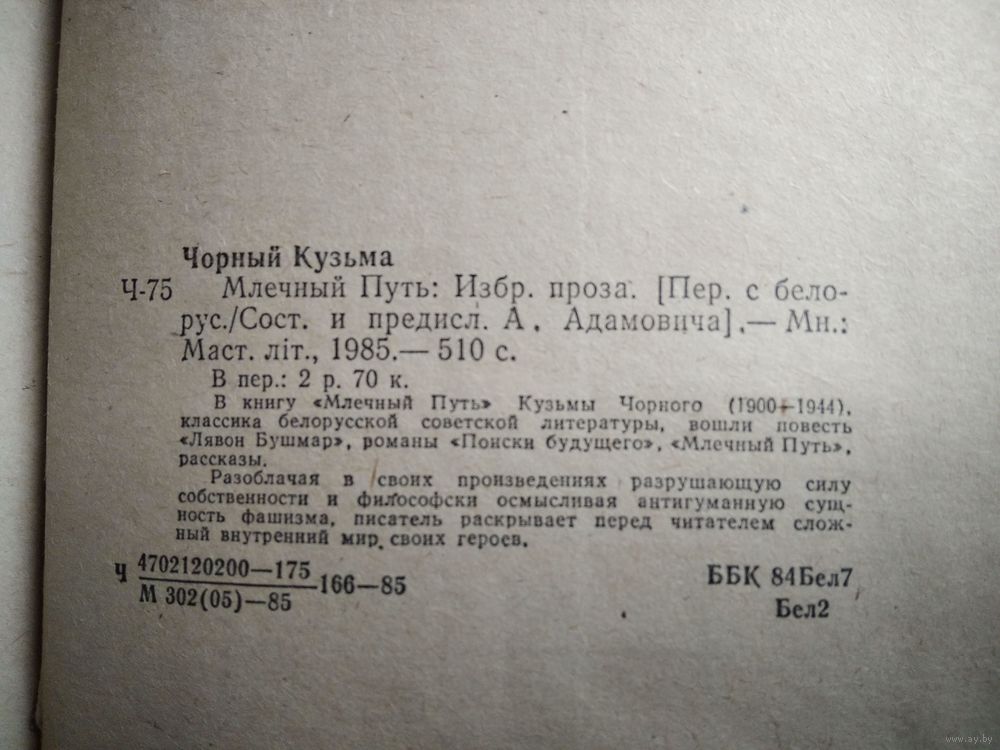 Чорный Кузьма
Ч-75 Млечный Путь: Избр. проза. [Пер. с бело-
рус./Сост. и предисл. А. Адамовича].— Мн.:
Маст. літ., 1985.— 510 с.
В пер.: 2 р. 70 к.
В книгу «Млечный Путь» Кузьмы Чорного (1900—1944),
классика белорусской советской литературы, вошли повесть
«Лявон Бушмар», романы «Поиски будущего», «Млечный Путь»,
рассказы.
Разоблачая в своих произведениях разрушающую силу
собственности и философски осмысливая антигуманную сущ-
ность фашизма, писатель раскрывает перед читателем слож-
ный внутренний мир своих героев.
Ч 4702120200—175
М 302(05)—85
166—85
ББК 84Бел7
Бел2
www.ay.by